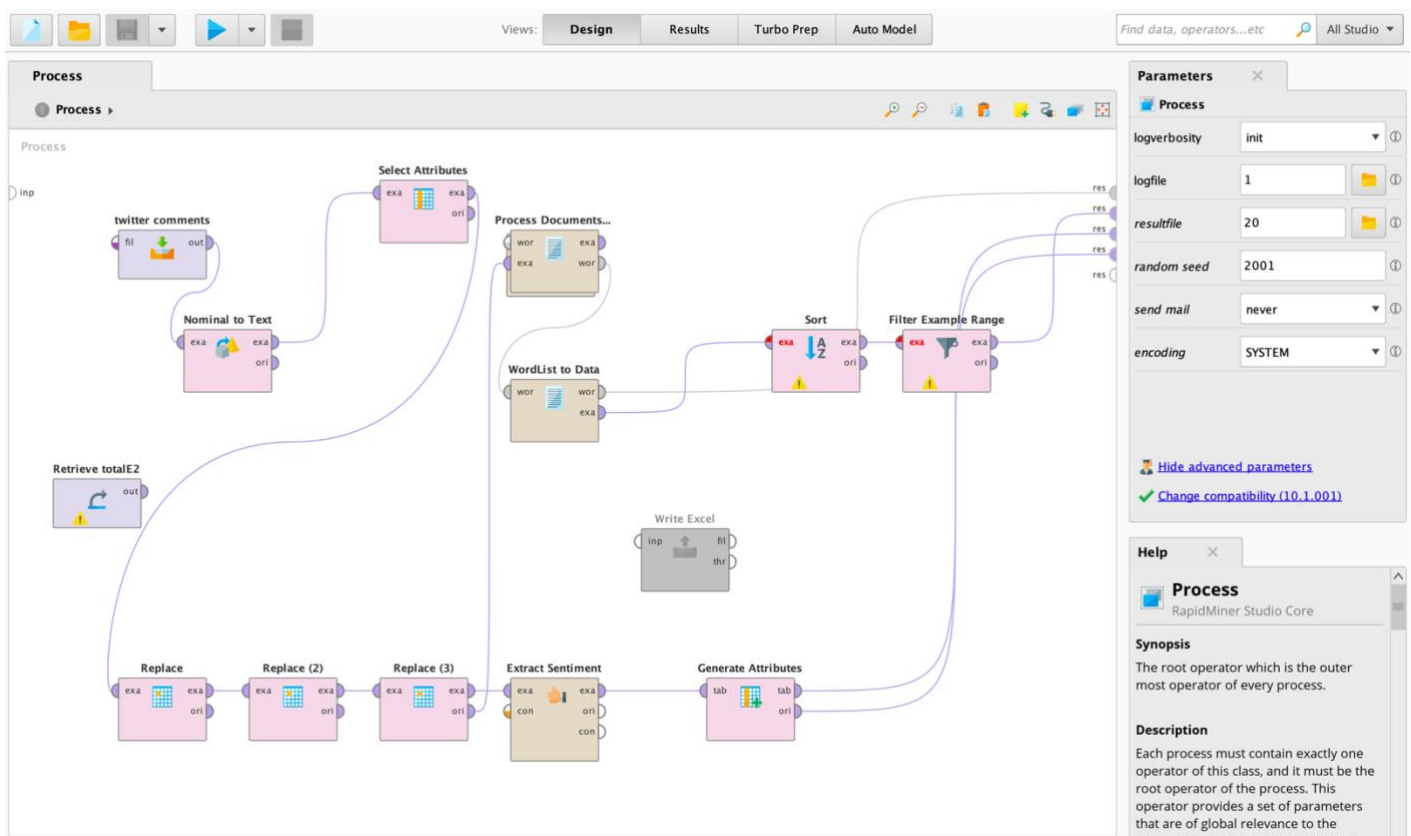 Views:
Design
Results
Turbo Prep
Auto Model
Find data, operators...etc
All Studio
Process
Process
Process
inp
Select Attributes
exa exa
ori
twitter comments
fil out
Nominal to Text
exa exa
ori
Process Documents...
wor exa
exa wor
WordList to Data
wor wor
exa
Sort
exa exa
ori
Filter Example Range
exa exa
ori
res
res
res
res
res
Retrieve totalE2
out
Write Excel
inp fil
thr
Replace
exa exa
ori
Replace (2)
exa exa
ori
Replace (3)
exa exa
ori
Extract Sentiment
exa exa
con ori
con
Generate Attributes
tab tab
ori
Parameters
Process
logverbosity init
logfile 1
resultfile 20
random seed 2001
send mail never
encoding SYSTEM
Hide advanced parameters
Change compatibility (10.1.001)
Help
Process
RapidMiner Studio Core
Synopsis
The root operator which is the outer
most operator of every process.
Description
Each process must contain exactly one
operator of this class, and it must be the
root operator of the process. This
operator provides a set of parameters
that are of global relevance to the